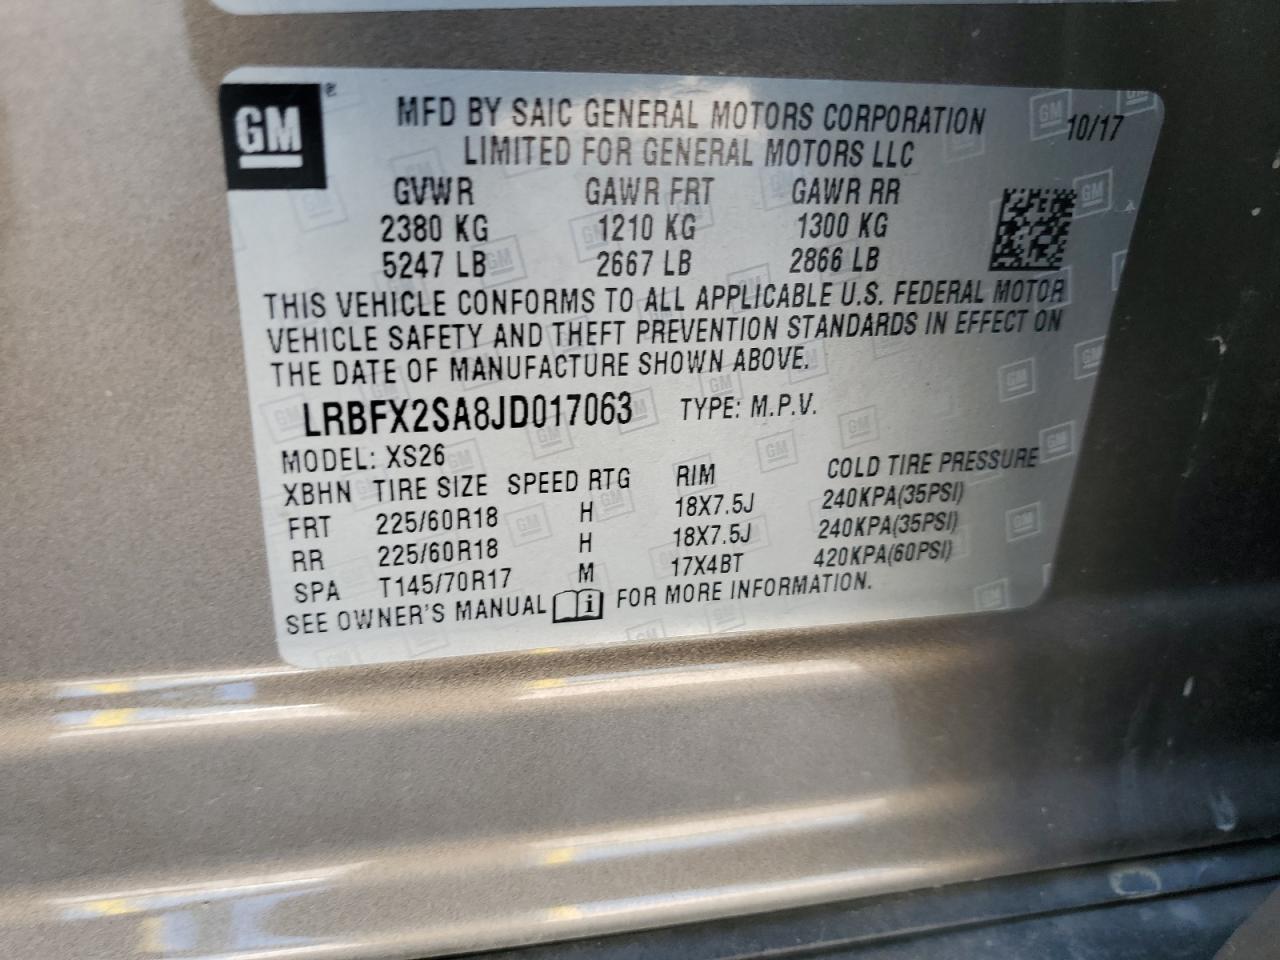 GM ®
MFD BY SAIC GENERAL MOTORS CORPORATION
LIMITED FOR GENERAL MOTORS LLC
10/17
GVWR GAWR FRT GAWR RR
2380 KG 1210 KG 1300 KG
5247 LB 2667 LB 2866 LB
THIS VEHICLE CONFORMS TO ALL APPLICABLE U.S. FEDERAL MOTOR
VEHICLE SAFETY AND THEFT PREVENTION STANDARDS IN EFFECT ON
THE DATE OF MANUFACTURE SHOWN ABOVE.
LRBFX2SA8JD017063 TYPE: M.P.V.
MODEL: XS26
XBHN TIRE SIZE SPEED RTG RIM COLD TIRE PRESSURE
FRT 225/60R18 H 18X7.5J 240KPA(35PSI)
RR 225/60R18 H 18X7.5J 240KPA(35PSI)
SPA T145/70R17 M 17X4BT 420KPA(60PSI)
SEE OWNER'S MANUAL i FOR MORE INFORMATION.